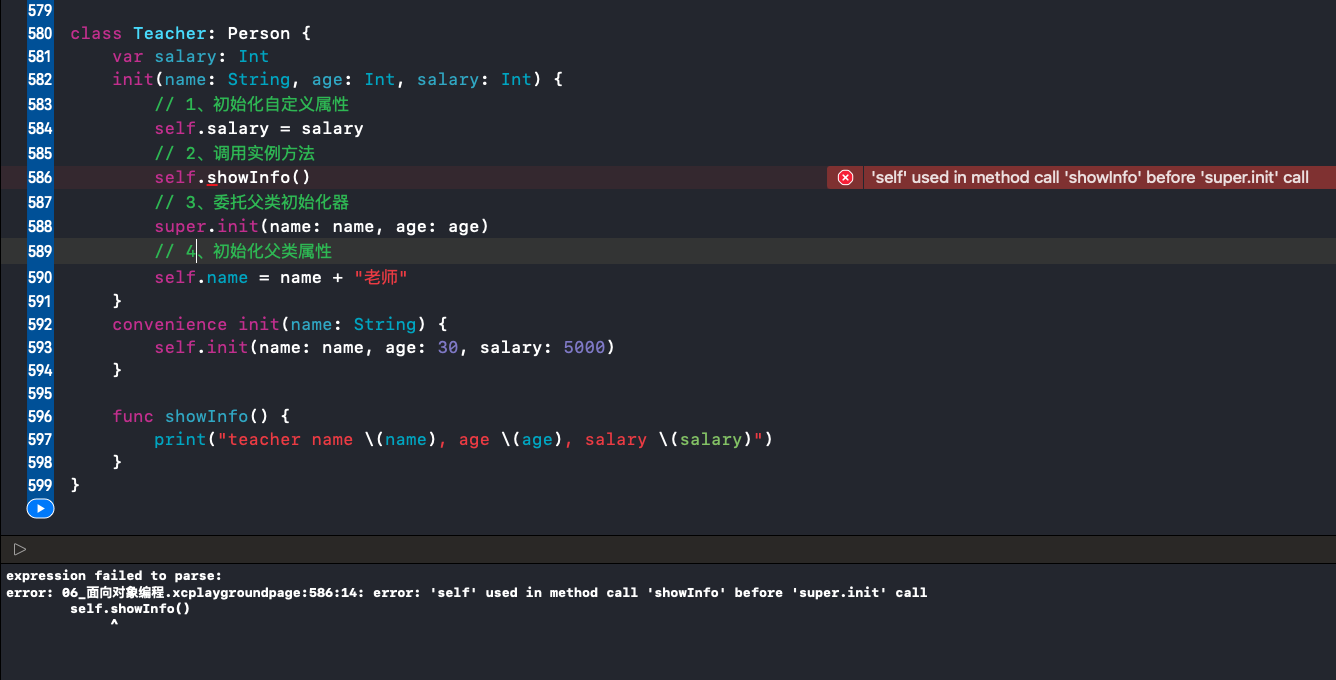 579
580 class Teacher: Person {
581 var salary: Int
582 init(name: String, age: Int, salary: Int) {
583 // 1、初始化自定义属性
584 self.salary = salary
585 // 2、调用实例方法
586 self.showInfo() 'self' used in method call 'showInfo' before 'super.init' call
587 // 3、委托父类初始化器
588 super.init(name: name, age: age)
589 // 4、初始化父类属性
590 self.name = name + "老师"
591 }
592 convenience init(name: String) {
593 self.init(name: name, age: 30, salary: 5000)
594 }
595
596 func showInfo() {
597 print("teacher name \(name), age \(age), salary \(salary)")
598 }
599 }
expression failed to parse:
error: 06_面向对象编程.xcplaygroundpage:586:14: error: 'self' used in method call 'showInfo' before 'super.init' call
self.showInfo()
^